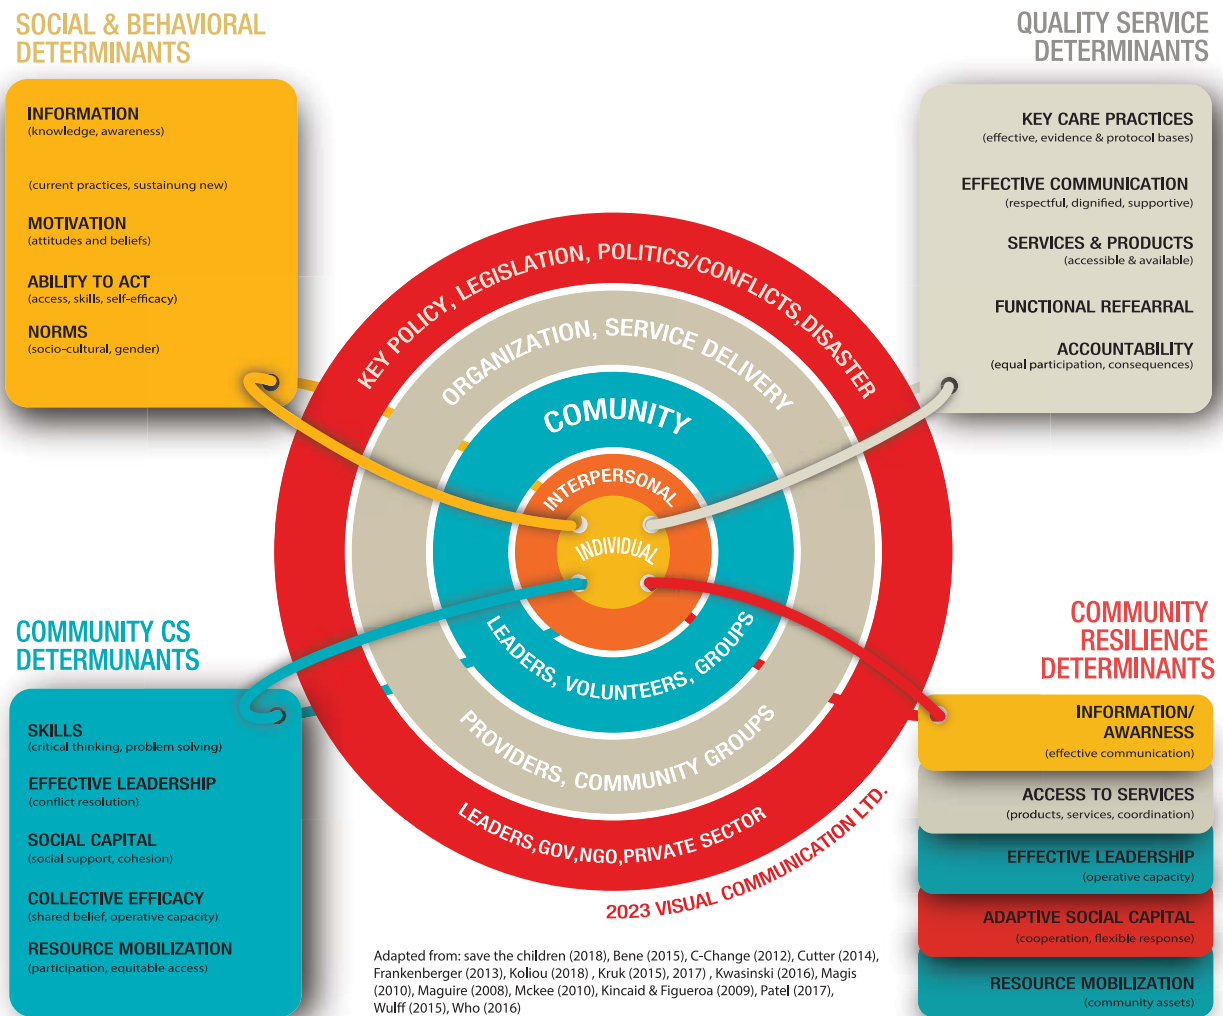 SOCIAL & BEHAVIORAL
DETERMINANTS
INFORMATION
(knowledge, awareness)
(current practices, sustainung new)
MOTIVATION
(attitudes and beliefs)
ABILITY TO ACT
(access, skills, self-efficacy)
NORMS
(socio-cultural, gender)
QUALITY SERVICE
DETERMINANTS
KEY CARE PRACTICES
(effective, evidence & protocol bases)
EFFECTIVE COMMUNICATION
(respectful, dignified, supportive)
SERVICES & PRODUCTS
(accessible & available)
FUNCTIONAL REFEARRAL
ACCOUNTABILITY
(equal participation, consequences)
KEY POLICY, LEGISLATION, POLITICS/CONFLICTS,DISASTER
ORGANIZATION, SERVICE DELIVERY
COMUNITY
INTERPERSONAL
INDIVIDUAL
LEADERS, VOLUNTEERS, GROUPS
PROVIDERS, COMMUNITY GROUPS
LEADERS,GOV,NGO,PRIVATE SECTOR
2023 VISUAL COMMUNICATION LTD.
COMMUNITY CS
DETERMUNANTS
SKILLS
(critical thinking, problem solving)
EFFECTIVE LEADERSHIP
(conflict resolution)
SOCIAL CAPITAL
(social support, cohesion)
COLLECTIVE EFFICACY
(shared belief, operative capacity)
RESOURCE MOBILIZATION
(participation, equitable access)
COMMUNITY
RESILIENCE
DETERMINANTS
INFORMATION/
AWARNESS
(effective communication)
ACCESS TO SERVICES
(products, services, coordination)
EFFECTIVE LEADERSHIP
(operative capacity)
ADAPTIVE SOCIAL CAPITAL
(cooperation, flexible response)
RESOURCE MOBILIZATION
(community assets)
Adapted from: save the children (2018), Bene (2015), C-Change (2012), Cutter (2014),
Frankenberger (2013), Koliou (2018) , Kruk (2015), 2017) , Kwasinski (2016), Magis
(2010), Maguire (2008), Mckee (2010), Kincaid & Figueroa (2009), Patel (2017),
Wulff (2015), Who (2016)